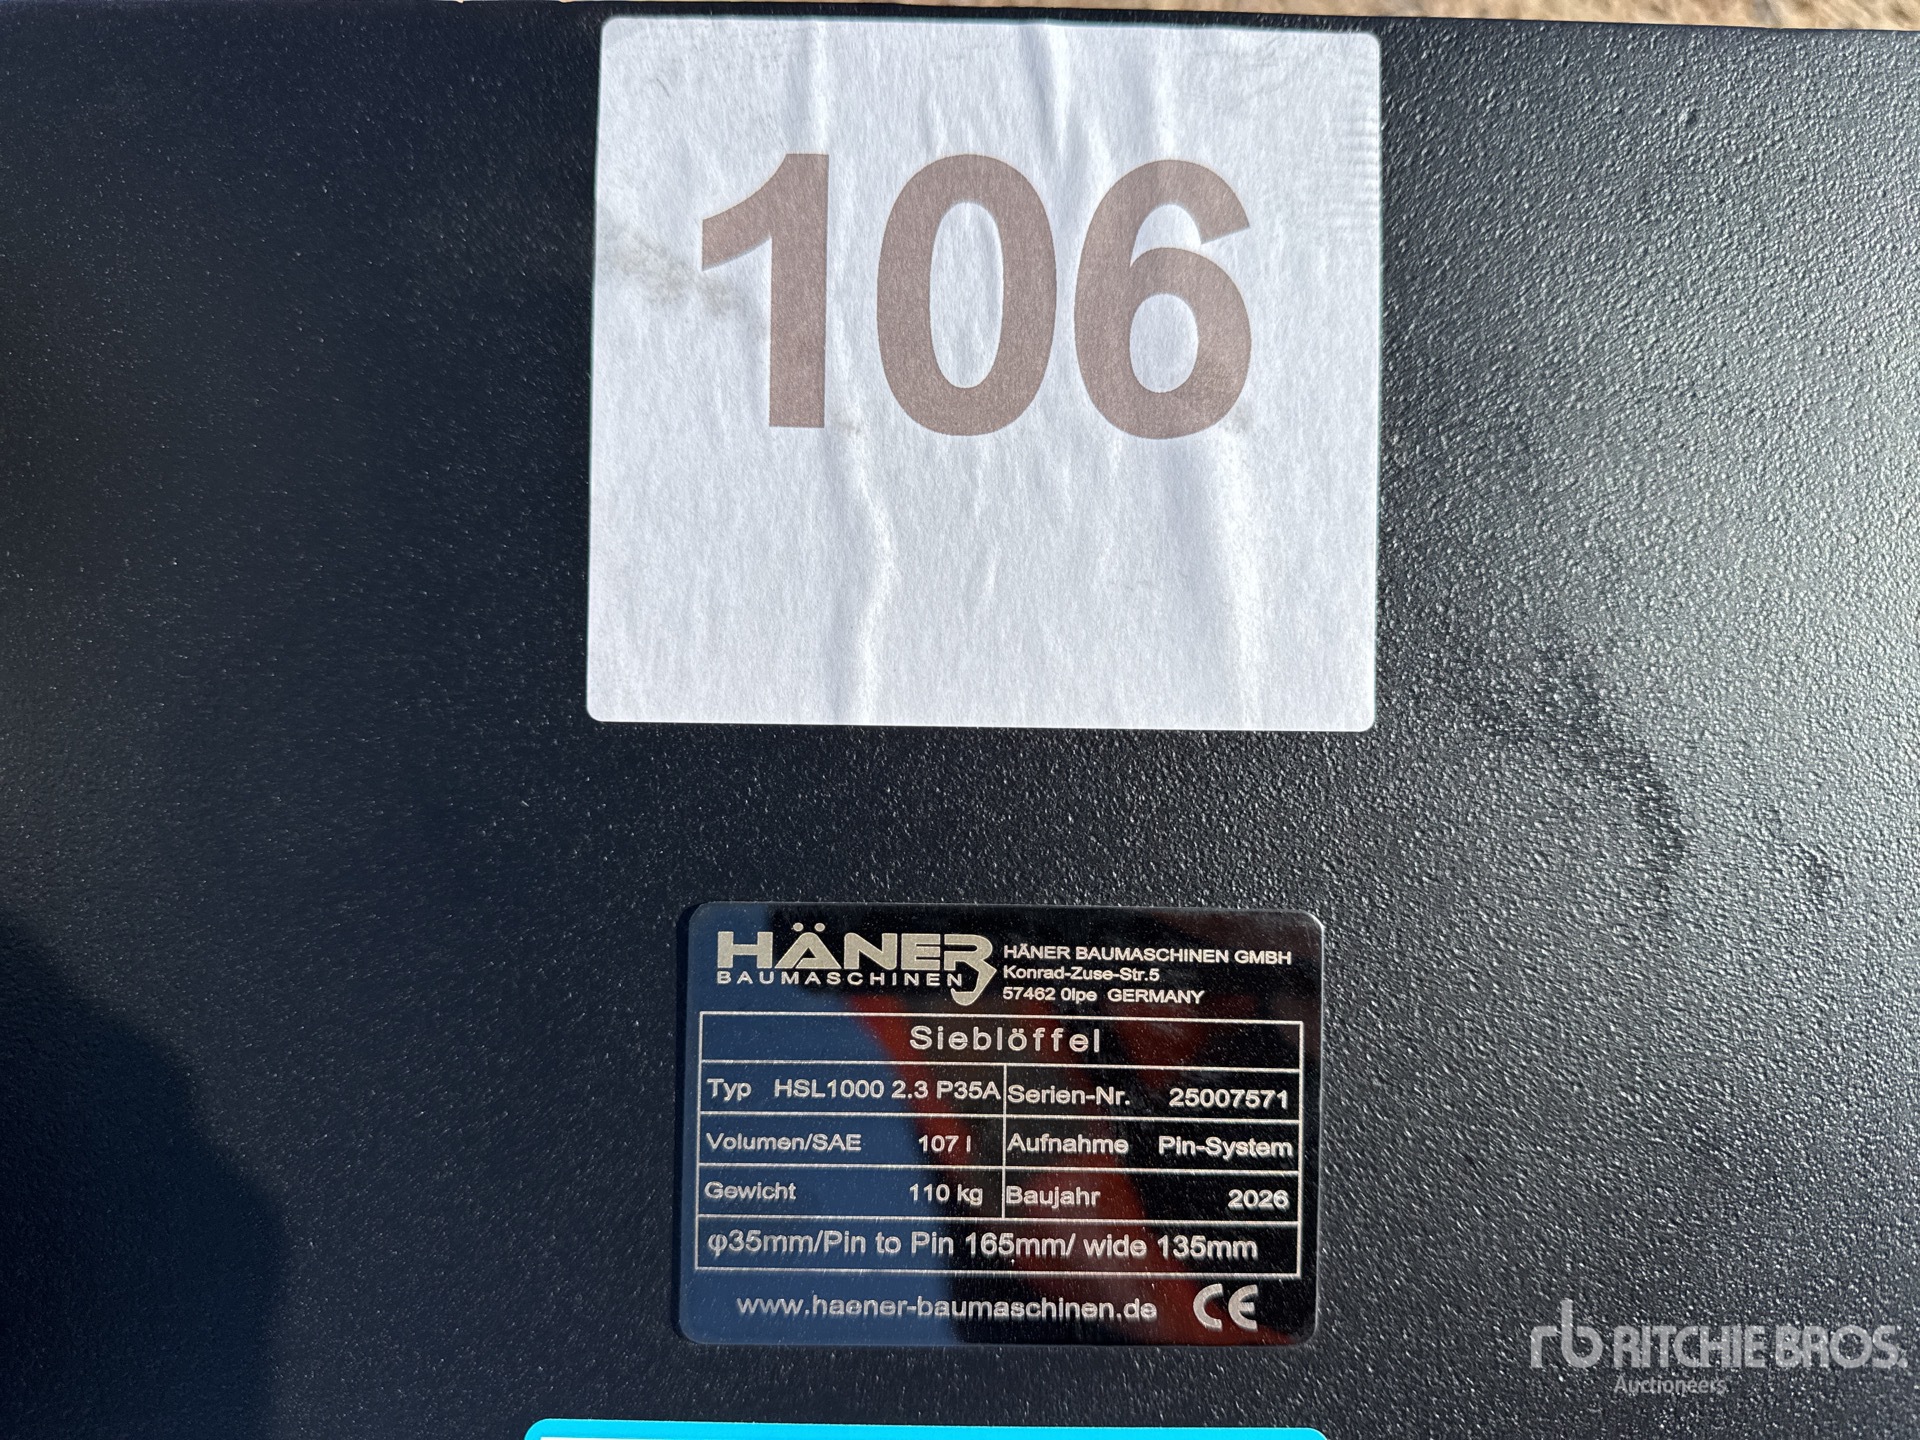 106
HÄNER
BAUMASCHINEN
HÄNER BAUMASCHINEN GMBH
Konrad-Zuse-Str.5
57462 Olpe GERMANY
Sieblöffel
Typ HSL1000 2.3 P35A Serien-Nr. 25007571
Volumen/SAE 107 l Aufnahme Pin-System
Gewicht 110 kg Baujahr 2026
φ35mm/Pin to Pin 165mm/ wide 135mm
www.haener-baumaschinen.de CE
rb RITCHIE BROS.
Auctioneers